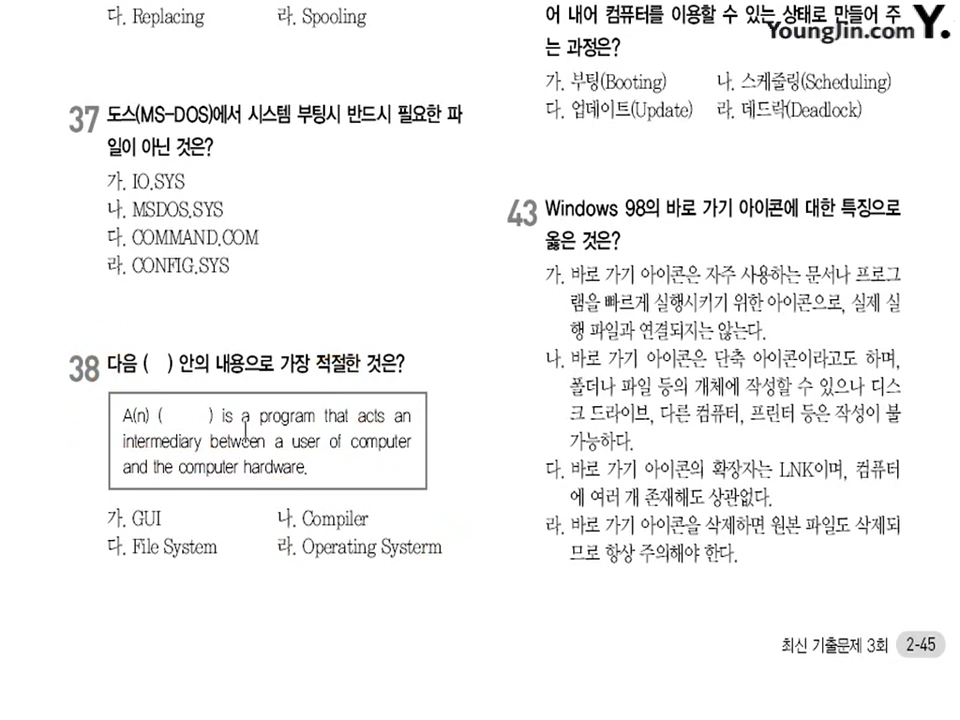 다. Replacing 라. Spooling
37 도스(MS-DOS)에서 시스템 부팅시 반드시 필요한 파
일이 아닌 것은?
가. IO.SYS
나. MSDOS.SYS
다. COMMAND.COM
라. CONFIG.SYS
38 다음 ( ) 안의 내용으로 가장 적절한 것은?
A(n) ( ) is a program that acts an
intermediary between a user of computer
and the computer hardware.
가. GUI 나. Compiler
다. File System 라. Operating Systerm
어 내어 컴퓨터를 이용할 수 있는 상태로 만들어 주
YoungJin.com Y.
는 과정은?
가. 부팅(Booting) 나. 스케줄링(Scheduling)
다. 업데이트(Update) 라. 데드락(Deadlock)
43 Windows 98의 바로 가기 아이콘에 대한 특징으로
옳은 것은?
가. 바로 가기 아이콘은 자주 사용하는 문서나 프로그
램을 빠르게 실행시키기 위한 아이콘으로, 실제 실
행 파일과 연결되지는 않는다.
나. 바로 가기 아이콘은 단축 아이콘이라고도 하며,
폴더나 파일 등의 개체에 작성할 수 있으나 디스
크 드라이브, 다른 컴퓨터, 프린터 등은 작성이 불
가능하다.
다. 바로 가기 아이콘의 확장자는 LNK이며, 컴퓨터
에 여러 개 존재해도 상관없다.
라. 바로 가기 아이콘을 삭제하면 원본 파일도 삭제되
므로 항상 주의해야 한다.
최신 기출문제 3회 2-45